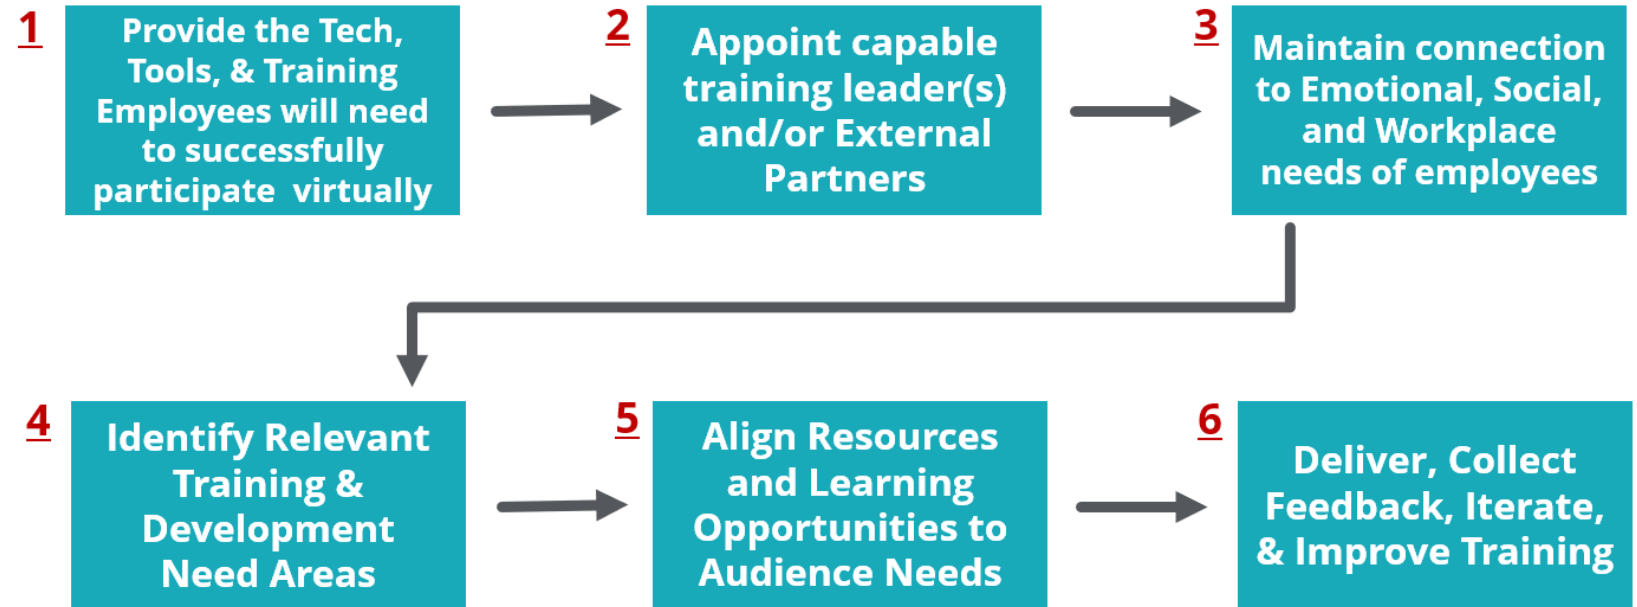 1
Provide the Tech,
Tools, & Training
Employees will need
to successfully
participate virtually
2
Appoint capable
training leader(s)
and/or External
Partners
3
Maintain connection
to Emotional, Social,
and Workplace
needs of employees
4
Identify Relevant
Training &
Development
Need Areas
5
Align Resources
and Learning
Opportunities to
Audience Needs
6
Deliver, Collect
Feedback, Iterate,
& Improve Training